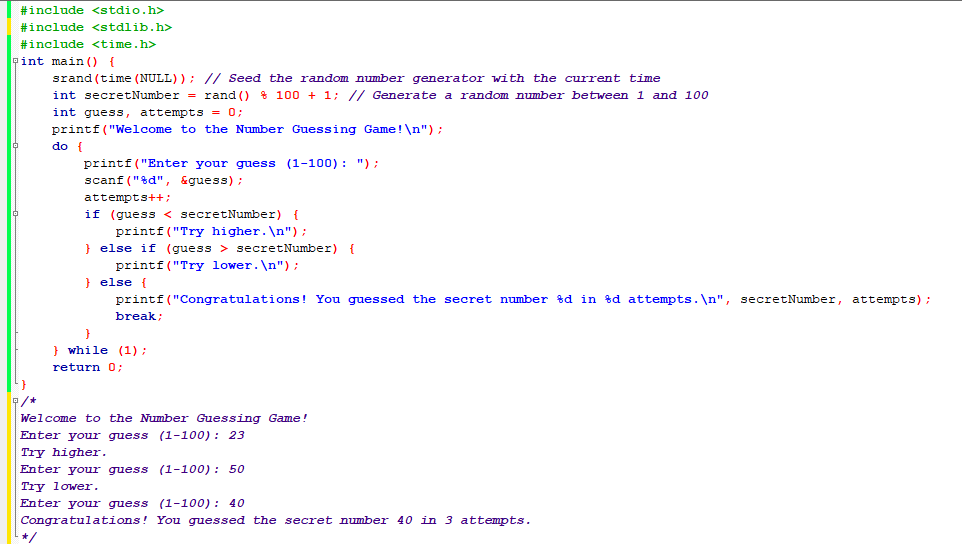 #include <stdio.h>
#include <stdlib.h>
#include <time.h>
int main() {
    srand(time(NULL)); // Seed the random number generator with the current time
    int secretNumber = rand() % 100 + 1; // Generate a random number between 1 and 100
    int guess, attempts = 0;
    printf("Welcome to the Number Guessing Game!\n");
    do {
        printf("Enter your guess (1-100): ");
        scanf("%d", &guess);
        attempts++;
        if (guess < secretNumber) {
            printf("Try higher.\n");
        } else if (guess > secretNumber) {
            printf("Try lower.\n");
        } else {
            printf("Congratulations! You guessed the secret number %d in %d attempts.\n", secretNumber, attempts);
            break;
        }
    } while (1);
    return 0;
}
/*
Welcome to the Number Guessing Game!
Enter your guess (1-100): 23
Try higher.
Enter your guess (1-100): 50
Try lower.
Enter your guess (1-100): 40
Congratulations! You guessed the secret number 40 in 3 attempts.
*/